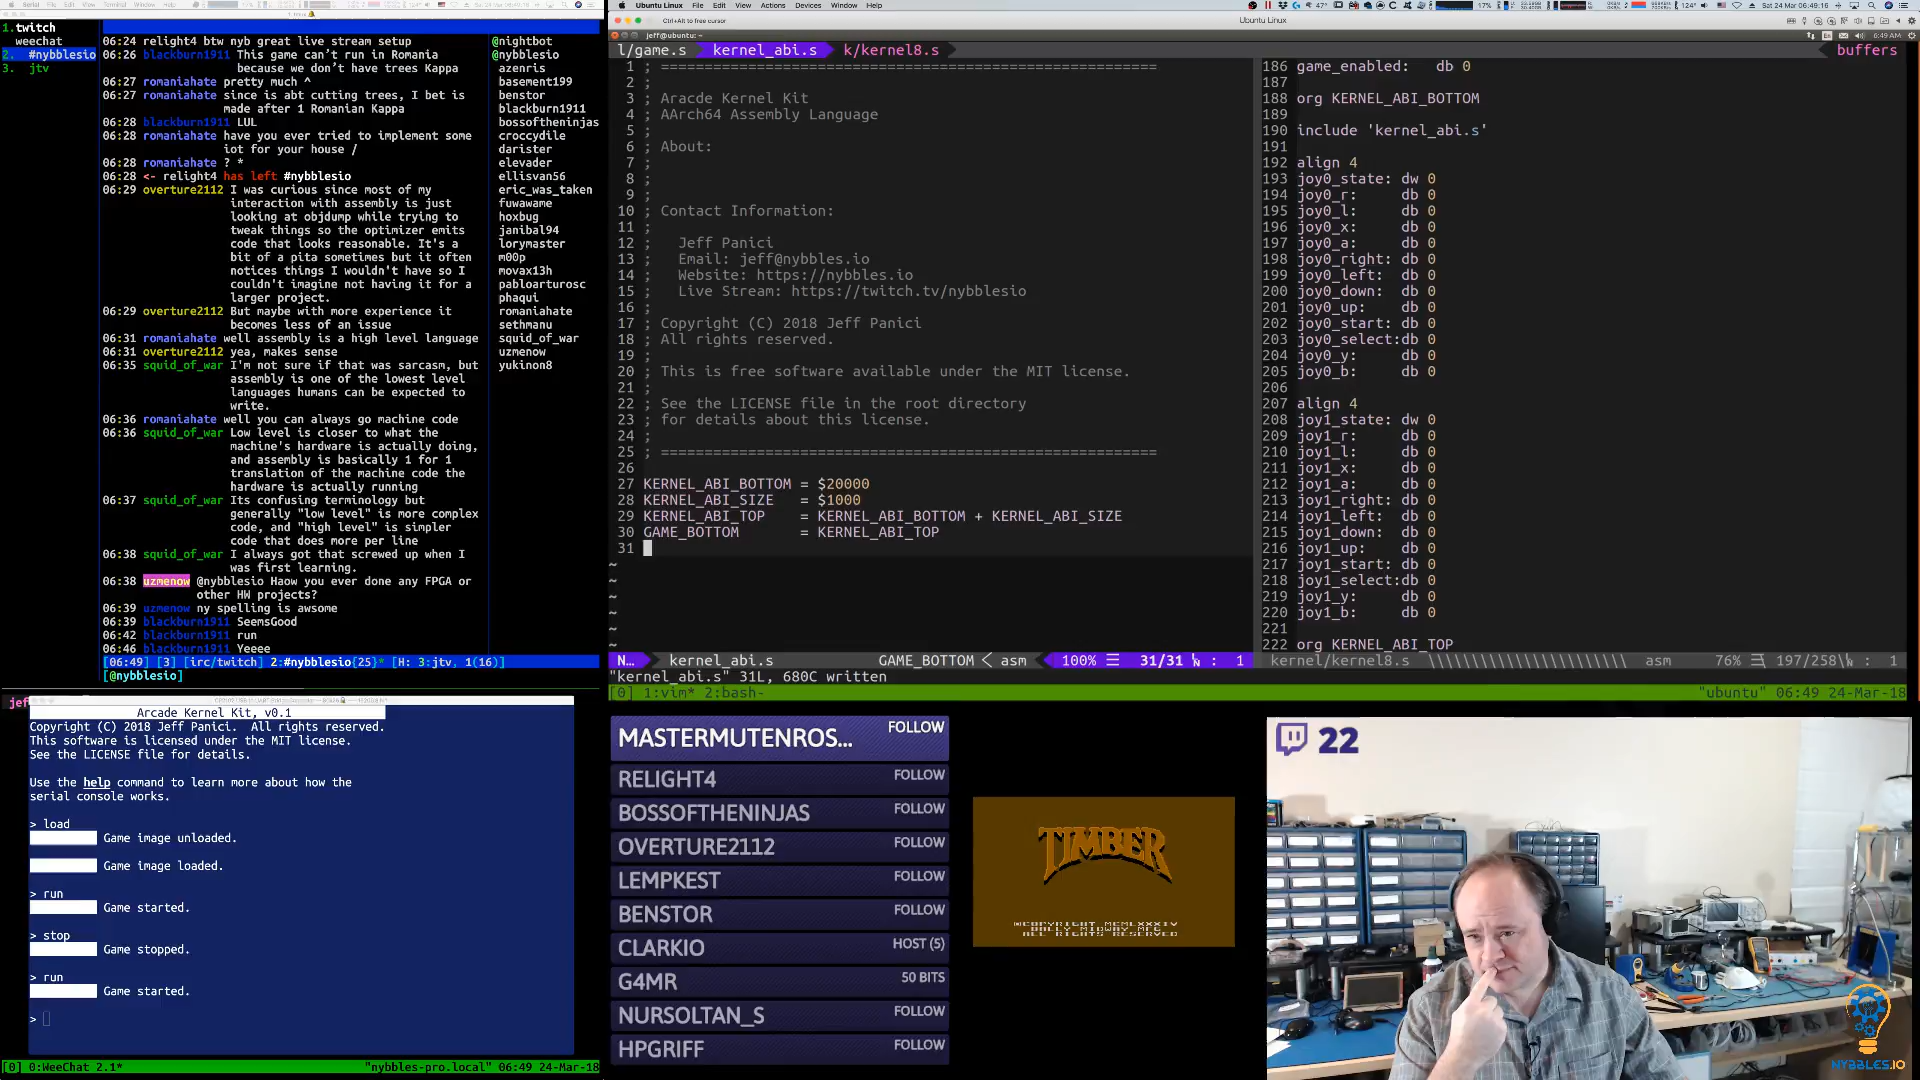 1.twitch
weechat
2. #nybblesio
3. jtv
06:24 relight4 btw nyb great live stream setup
06:26 blackburn1911 This game can't run in Romania
because we don't have trees Kappa
06:27 romaniahate pretty much ^
06:27 romaniahate since is abt cutting trees, I bet is
made after 1 Romanian Kappa
06:28 blackburn1911 LUL
06:28 romaniahate have you ever tried to implement some
iot for your house /
06:28 romaniahate ? *
06:28 <- relight4 has left #nybblesio
06:29 overture2112 I was curious since most of my
interaction with assembly is just
looking at objdump while trying to
tweak things so the optimizer emits
code that looks reasonable. It's a
bit of a pita sometimes but it often
notices things I wouldn't have so I
couldn't imagine not having it for a
larger project.
06:29 overture2112 But maybe with more experience it
becomes less of an issue
06:31 romaniahate well assembly is a high level language
06:31 overture2112 yea, makes sense
06:35 squid_of_war I'm not sure if that was sarcasm, but
assembly is one of the lowest level
languages humans can be expected to
write.
06:36 romaniahate well you can always go machine code
06:36 squid_of_war Low level is closer to what the
machine's hardware is actually doing,
and assembly is basically 1 for 1
translation of the machine code the
hardware is actually running
06:37 squid_of_war Its confusing terminology but
generally "low level" is more complex
code, and "high level" is simpler
code that does more per line
06:38 squid_of_war I always got that screwed up when I
was first learning.
06:38 uzmenow @nybblesio Haow you ever done any FPGA or
other HW projects?
06:39 uzmenow ny spelling is awsome
06:39 blackburn1911 SeemsGood
06:42 blackburn1911 run
06:46 blackburn1911 Yeeee
[06:49] [3] [irc/twitch] 2:#nybblesio{25}* [H: 3:jtv, 1(16)]
[@nybblesio]
@nightbot
@nybblesio
azenris
basement199
benstor
blackburn1911
bossoftheninjas
croccydile
darister
elevader
ellisvan56
eric_was_taken
fuwawame
hoxbug
janibal94
lorymaster
m00p
movax13h
pabloarturosc
phaqui
romaniahate
sethmanu
squid_of_war
uzmenow
yukinon8
Ubuntu Linux File Edit View Actions Devices Window Help
17% Sat 24 Mar 06:49:16
Ctrl+Alt to free cursor
Ubuntu Linux
jeff@ubuntu: ~
l/game.s kernel_abi.s k/kernel8.s buffers
1 ; =========================================================
2 ;
3 ; Aracde Kernel Kit
4 ; AArch64 Assembly Language
5 ;
6 ; About:
7 ;
8 ;
9 ;
10 ; Contact Information:
11 ;
12 ;   Jeff Panici
13 ;   Email: jeff@nybbles.io
14 ;   Website: https://nybbles.io
15 ;   Live Stream: https://twitch.tv/nybblesio
16 ;
17 ; Copyright (C) 2018 Jeff Panici
18 ; All rights reserved.
19 ;
20 ; This is free software available under the MIT license.
21 ;
22 ; See the LICENSE file in the root directory
23 ; for details about this license.
24 ;
25 ; =========================================================
26
27 KERNEL_ABI_BOTTOM = $20000
28 KERNEL_ABI_SIZE   = $1000
29 KERNEL_ABI_TOP    = KERNEL_ABI_BOTTOM + KERNEL_ABI_SIZE
30 GAME_BOTTOM       = KERNEL_ABI_TOP
31
~
~
~
~
~
~
N... kernel_abi.s GAME_BOTTOM < asm 100% 31/31 : 1
"kernel_abi.s" 31L, 680C written
[0] 1:vim* 2:bash-
186 game_enabled:   db 0
187
188 org KERNEL_ABI_BOTTOM
189
190 include 'kernel_abi.s'
191
192 align 4
193 joy0_state: dw 0
194 joy0_r:     db 0
195 joy0_l:     db 0
196 joy0_x:     db 0
197 joy0_a:     db 0
198 joy0_right: db 0
199 joy0_left:  db 0
200 joy0_down:  db 0
201 joy0_up:    db 0
202 joy0_start: db 0
203 joy0_select:db 0
204 joy0_y:     db 0
205 joy0_b:     db 0
206
207 align 4
208 joy1_state: dw 0
209 joy1_r:     db 0
210 joy1_l:     db 0
211 joy1_x:     db 0
212 joy1_a:     db 0
213 joy1_right: db 0
214 joy1_left:  db 0
215 joy1_down:  db 0
216 joy1_up:    db 0
217 joy1_start: db 0
218 joy1_select:db 0
219 joy1_y:     db 0
220 joy1_b:     db 0
221
222 org KERNEL_ABI_TOP
kernel/kernel8.s asm 76% 197/258 : 1
"ubuntu" 06:49 24-Mar-18
jef
Arcade Kernel Kit, v0.1
Copyright (C) 2018 Jeff Panici.  All rights reserved.
This software is licensed under the MIT license.
See the LICENSE file for details.
Use the help command to learn more about how the
serial console works.
> load
Game image unloaded.
Game image loaded.
> run
Game started.
> stop
Game stopped.
> run
Game started.
>
[0] 0:WeeChat 2.1* "nybbles-pro.local" 06:49 24-Mar-18
MASTERMUTENROS... FOLLOW
RELIGHT4 FOLLOW
BOSSOFTHENINJAS FOLLOW
OVERTURE2112 FOLLOW
LEMPKEST FOLLOW
BENSTOR FOLLOW
CLARKIO HOST (5)
G4MR 50 BITS
NURSOLTAN_S FOLLOW
HPGRIFF FOLLOW
TIMBER
©COPYRIGHT MCMLXXXIV
BALLY MIDWAY MFG.
ALL RIGHTS RESERVED
22
NYBBLES.IO